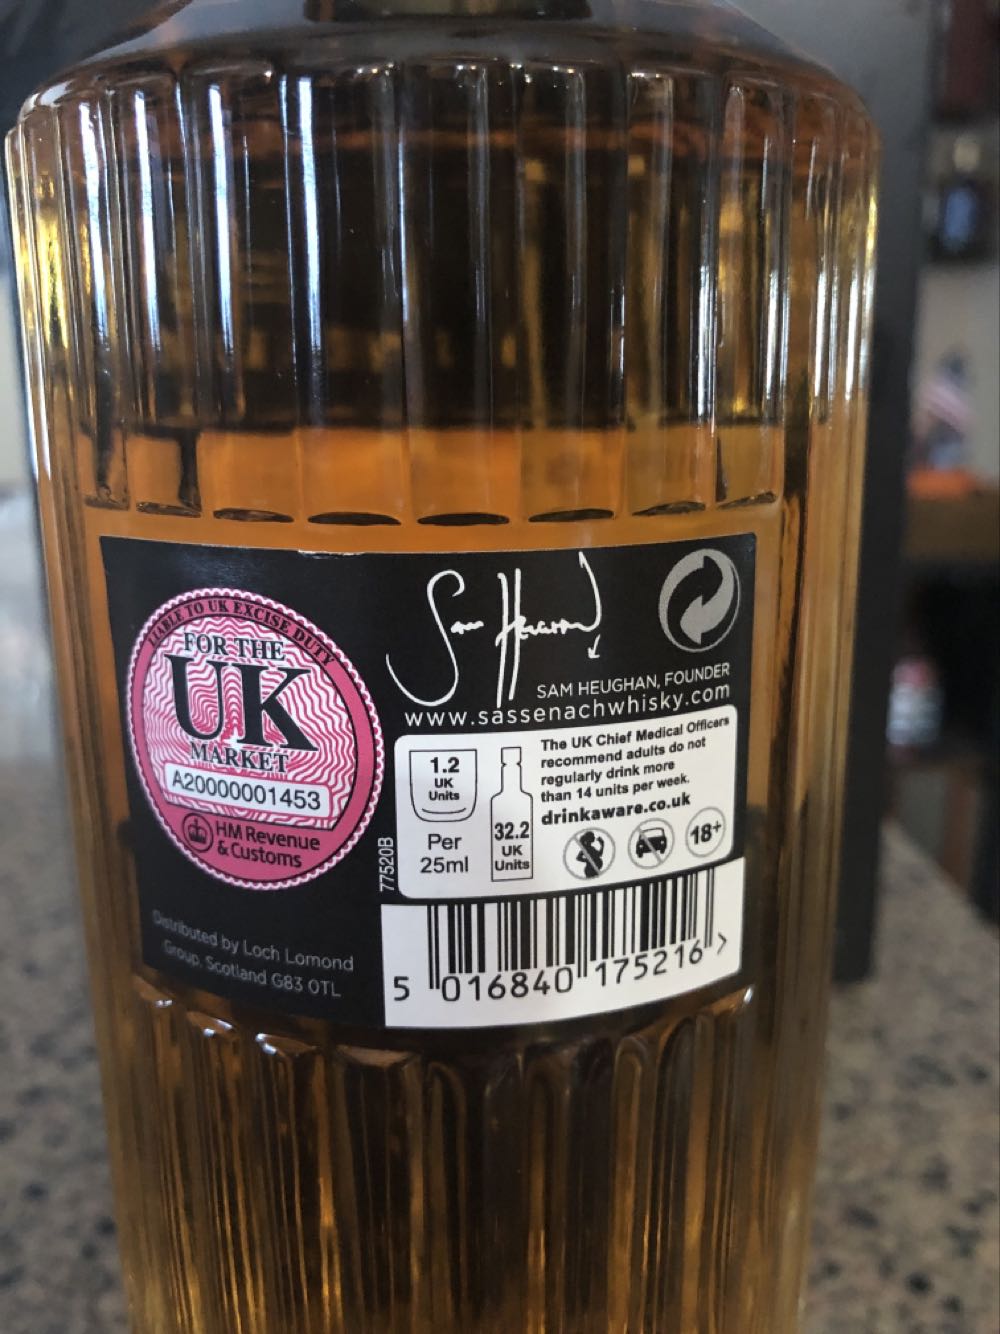 LIABLE TO UK EXCISE DUTY
FOR THE
UK
MARKET
A20000001453
HM Revenue
& Customs
Distributed by Loch Lomond
Group, Scotland G83 0TL
Sam Heughan
SAM HEUGHAN, FOUNDER
www.sassenachwhisky.com
1.2
UK
Units
Per
25ml
32.2
UK
Units
The UK Chief Medical Officers
recommend adults do not
regularly drink more
than 14 units per week.
drinkaware.co.uk
18+
77520B
5 016840 175216 >